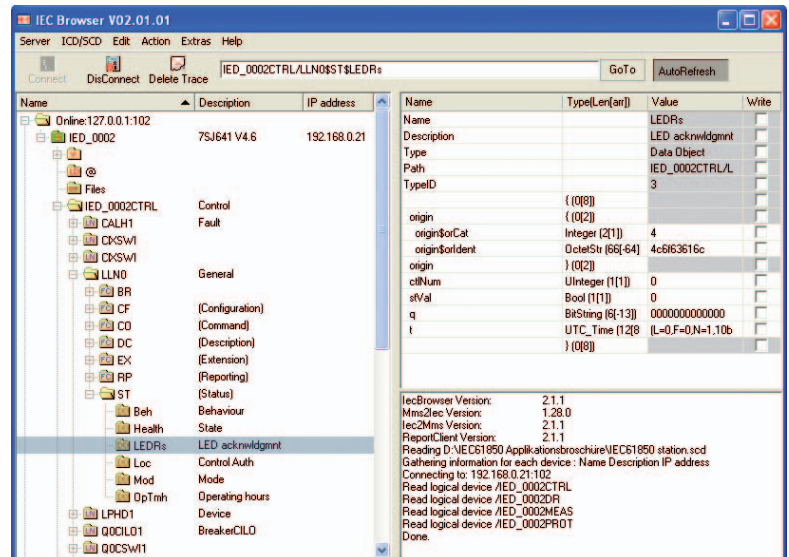 IEC Browser V02.01.01
Server ICD/SCD Edit Action Extras Help
Connect DisConnect Delete Trace IED_0002CTRL/LLN0$ST$LEDRs GoTo AutoRefresh
Name Description IP address
Online:127.0.0.1:102
IED_0002 7SJ641 V4.6 192.168.0.21
@
Files
IED_0002CTRL Control
CALH1 Fault
CIXSWI
CIXSWI
LLN0 General
BR
CF (Configuration)
CO (Command)
DC (Description)
EX (Extension)
RP (Reporting)
ST (Status)
Beh Behaviour
Health State
LEDRs LED acknwldgmnt
Loc Control Auth
Mod Mode
OpTmh Operating hours
LPHD1 Device
Q0CILO1 BreakerCILO
Q0CSWI1
Name Type(Len[arr]) Value Write
Name LEDRs
Description LED acknwldgmnt
Type Data Object
Path IED_0002CTRL/L
TypeID 3
{ (0[8])
origin { (0[2])
origin$orCat Integer (2[1]) 4
origin$orIdent OctetStr (66[-64] 4c6f63616c
origin } (0[2])
ctlNum UInteger (1[1]) 0
stVal Bool (1[1]) 0
q BitString (6[-13]) 0000000000000
t UTC_Time (12[8 (L=0,F=0,N=1,10b
} (0[8])
IecBrowser Version: 2.1.1
Mms2Iec Version: 1.28.0
Iec2Mms Version: 2.1.1
ReportClient Version: 2.1.1
Reading D:\IEC61850 Applikationsbroschüre\IEC61850 station.scd
Gathering information for each device : Name Description IP address
Connecting to: 192.168.0.21:102
Read logical device /IED_0002CTRL
Read logical device /IED_0002DR
Read logical device /IED_0002MEAS
Read logical device /IED_0002PROT
Done.